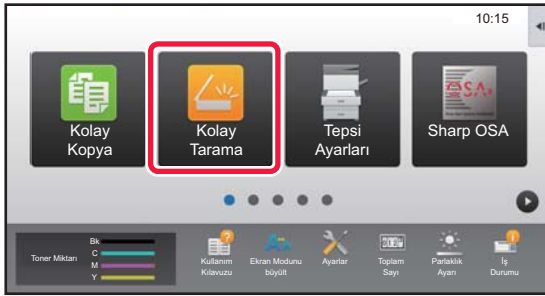 10:15
Kolay
Kopya
Kolay
Tarama
Tepsi
Ayarları
OSA
Sharp OSA
Toner Miktarı
Bk
C
M
Y
Kullanım
Kılavuzu
Ekran Modunu
büyült
Ayarlar
Toplam
Sayı
Parlaklık
Ayarı
İş
Durumu